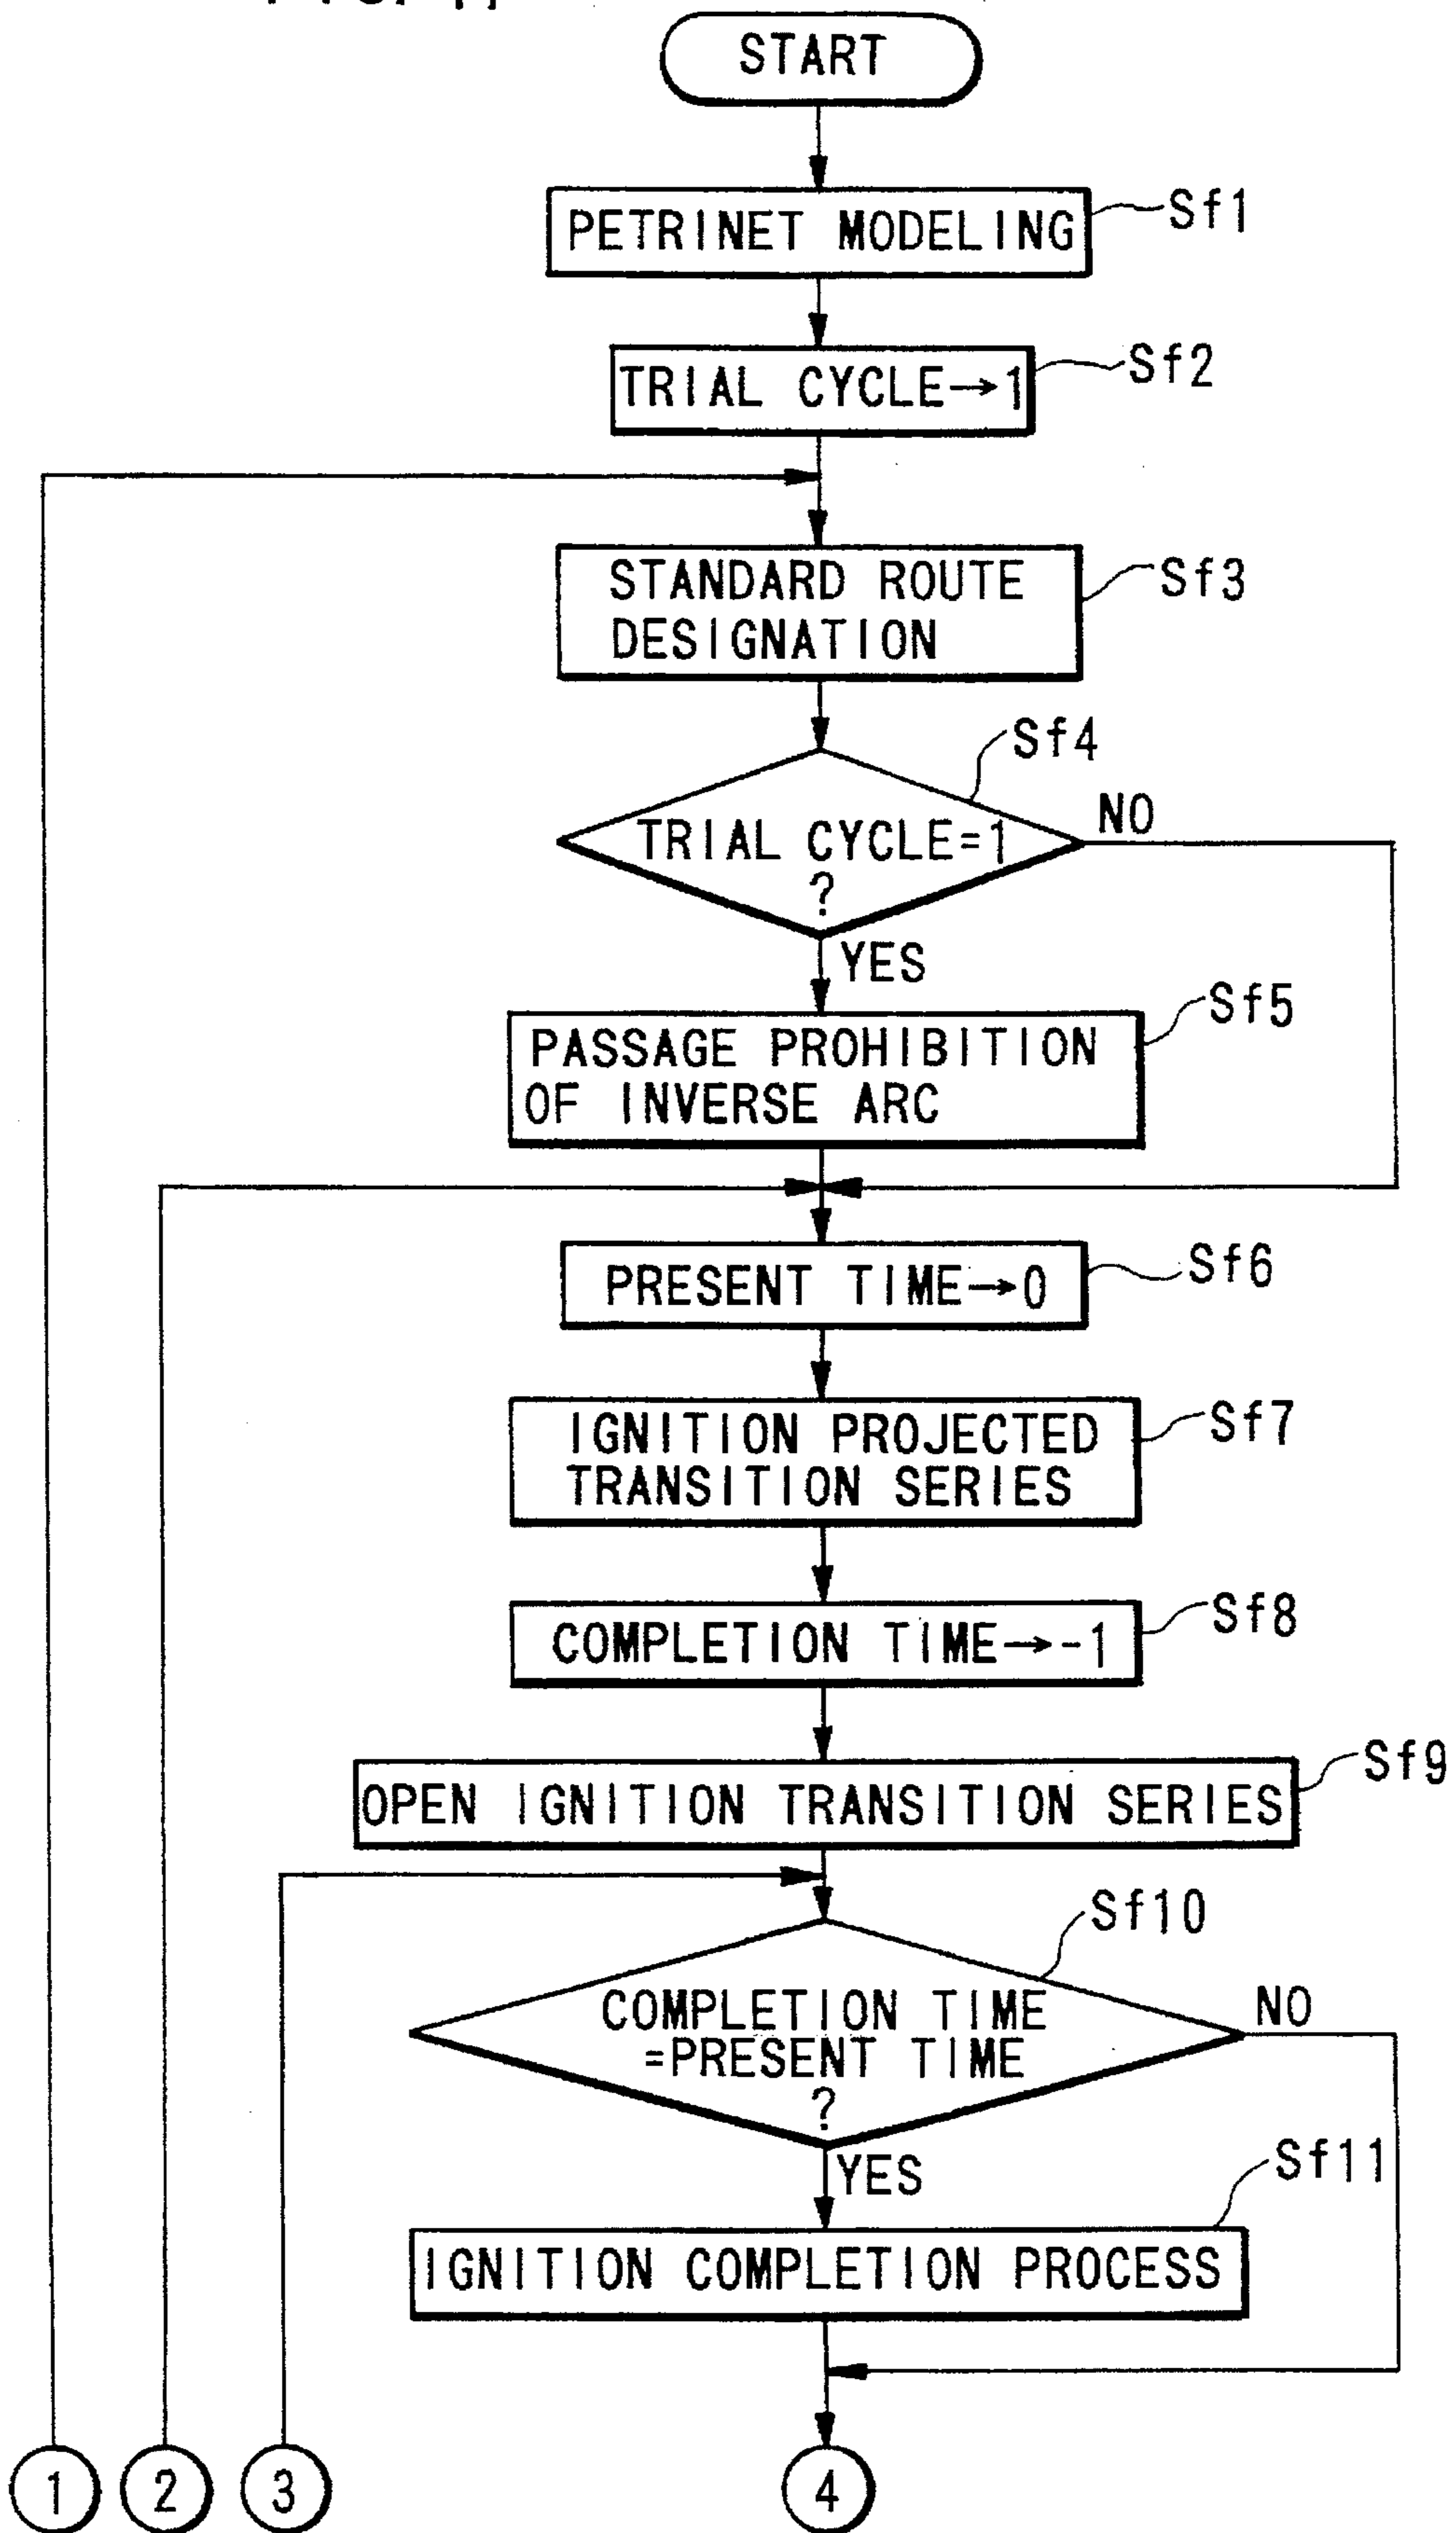 START
PETRINET MODELING
Sf1
TRIAL CYCLE→1
Sf2
STANDARD ROUTE
DESIGNATION
Sf3
Sf4
TRIAL CYCLE=1
?
NO
YES
PASSAGE PROHIBITION
OF INVERSE ARC
Sf5
PRESENT TIME→0
Sf6
IGNITION PROJECTED
TRANSITION SERIES
Sf7
COMPLETION TIME→-1
Sf8
OPEN IGNITION TRANSITION SERIES
Sf9
Sf10
COMPLETION TIME
=PRESENT TIME
?
NO
YES
Sf11
IGNITION COMPLETION PROCESS
1
2
3
4